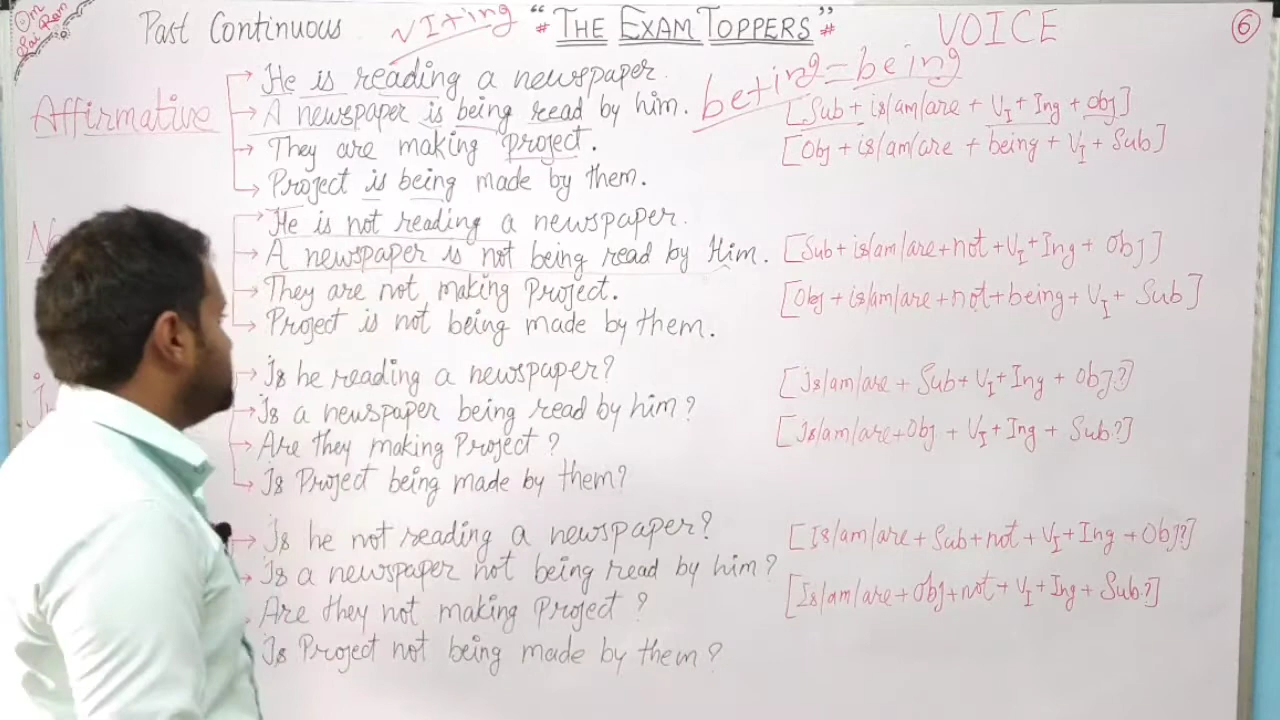 Om
Sai Ram
Past Continuous
V1+ing
# "THE EXAM TOPPERS" #
VOICE
6
be+ing=being
Affirmative
He is reading a newspaper.
A newspaper is being read by him.
They are making project.
Project is being made by them.
[Sub+is/am/are+V1+Ing+obj]
[Obj+is/am/are+being+V1+Sub]
He is not reading a newspaper.
A newspaper is not being read by Him.
They are not making Project.
Project is not being made by them.
[Sub+is/am/are+not+V1+Ing+Obj]
[Obj+is/am/are+not+being+V1+Sub]
Is he reading a newspaper?
Is a newspaper being read by him?
Are they making Project?
Is Project being made by them?
[Is/am/are+Sub+V1+Ing+Obj?]
[Is/am/are+Obj+V1+Ing+Sub?]
Is he not reading a newspaper?
Is a newspaper not being read by him?
Are they not making Project?
Is Project not being made by them?
[Is/am/are+Sub+not+V1+Ing+Obj?]
[Is/am/are+Obj+not+V1+Ing+Sub?]